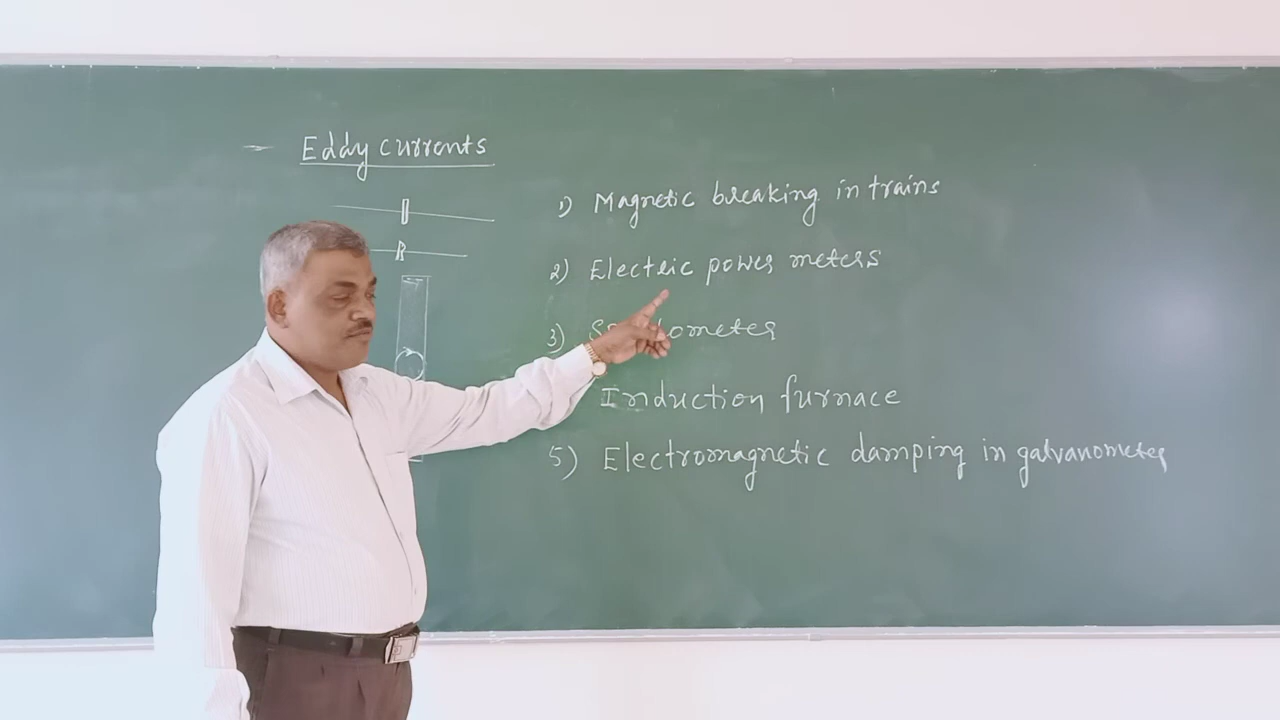 Eddy currents
1) Magnetic breaking in trains
2) Electric power meters
3)
Induction furnace
5) Electromagnetic damping in galvanometer